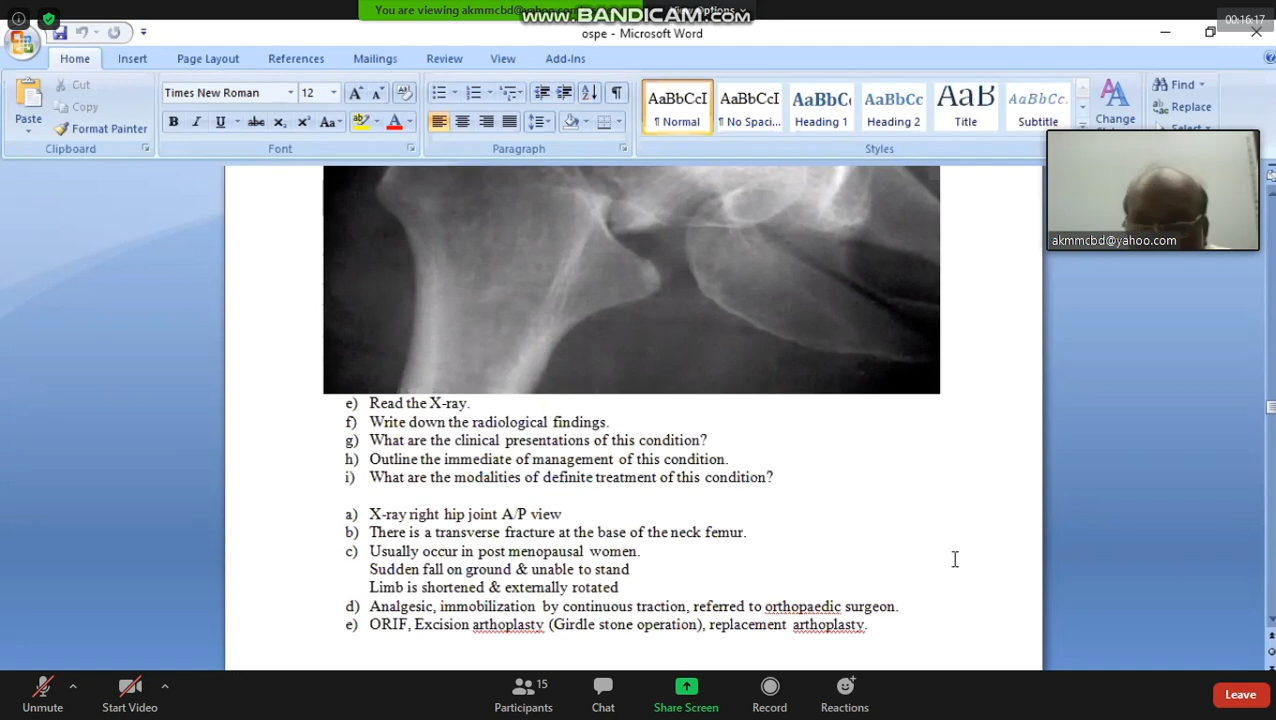 You are viewing akmmcbd@yahoo.com
Options
www.BANDICAM.com
00:16:17
ospe - Microsoft Word
Home Insert Page Layout References Mailings Review View Add-Ins
Paste
Cut
Copy
Format Painter
Clipboard
Times New Roman 12
Font
Paragraph
AaBbCcI AaBbCcI AaBbCc AaBbCc AaB AaBbCc.
¶ Normal ¶ No Spaci... Heading 1 Heading 2 Title Subtitle
Styles
Change
Find
Replace
Select
akmmcbd@yahoo.com
e) Read the X-ray.
f) Write down the radiological findings.
g) What are the clinical presentations of this condition?
h) Outline the immediate of management of this condition.
i) What are the modalities of definite treatment of this condition?
a) X-ray right hip joint A/P view
b) There is a transverse fracture at the base of the neck femur.
c) Usually occur in post menopausal women.
Sudden fall on ground & unable to stand
Limb is shortened & externally rotated
d) Analgesic, immobilization by continuous traction, referred to orthopaedic surgeon.
e) ORIF, Excision arthoplasty (Girdle stone operation), replacement arthoplasty.
Unmute Start Video Participants 15 Chat Share Screen Record Reactions Leave